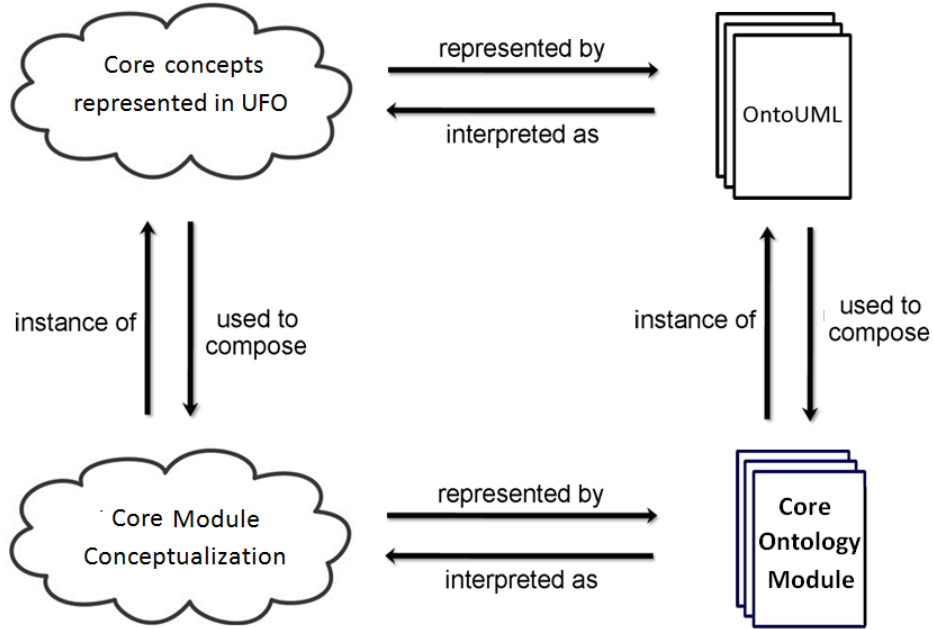 Core concepts
represented in UFO
represented by
interpreted as
OntoUML
instance of
used to
compose
instance of
used to
compose
Core Module
Conceptualization
represented by
interpreted as
Core
Ontology
Module